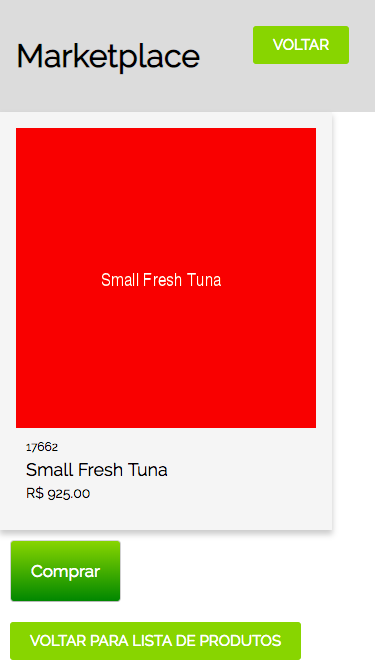 Marketplace
VOLTAR
Small Fresh Tuna
17662
Small Fresh Tuna
R$ 925.00
Comprar
VOLTAR PARA LISTA DE PRODUTOS